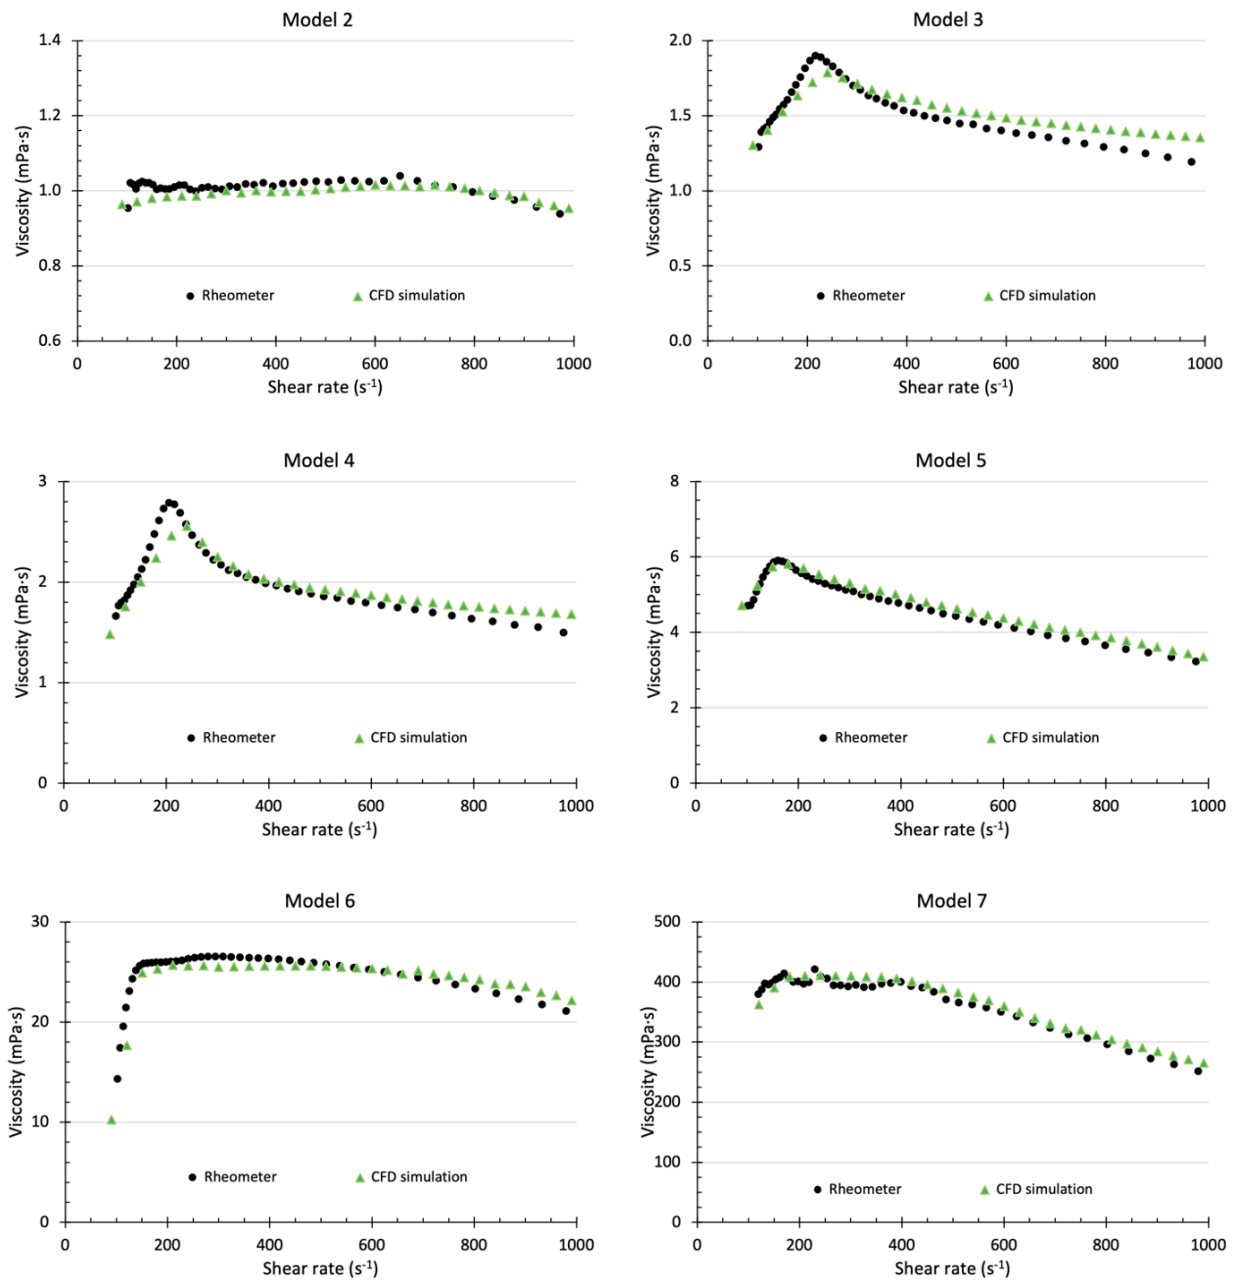 Model 2
1.4
1.2
1.0
0.8
0.6
Viscosity (mPa·s)
Rheometer
CFD simulation
0 200 400 600 800 1000
Shear rate (s⁻¹)
Model 3
2.0
1.5
1.0
0.5
0.0
Viscosity (mPa·s)
Rheometer
CFD simulation
0 200 400 600 800 1000
Shear rate (s⁻¹)
Model 4
3
2
1
0
Viscosity (mPa·s)
Rheometer
CFD simulation
0 200 400 600 800 1000
Shear rate (s⁻¹)
Model 5
8
6
4
2
0
Viscosity (mPa·s)
Rheometer
CFD simulation
0 200 400 600 800 1000
Shear rate (s⁻¹)
Model 6
30
20
10
0
Viscosity (mPa·s)
Rheometer
CFD simulation
0 200 400 600 800 1000
Shear rate (s⁻¹)
Model 7
500
400
300
200
100
0
Viscosity (mPa·s)
Rheometer
CFD simulation
0 200 400 600 800 1000
Shear rate (s⁻¹)